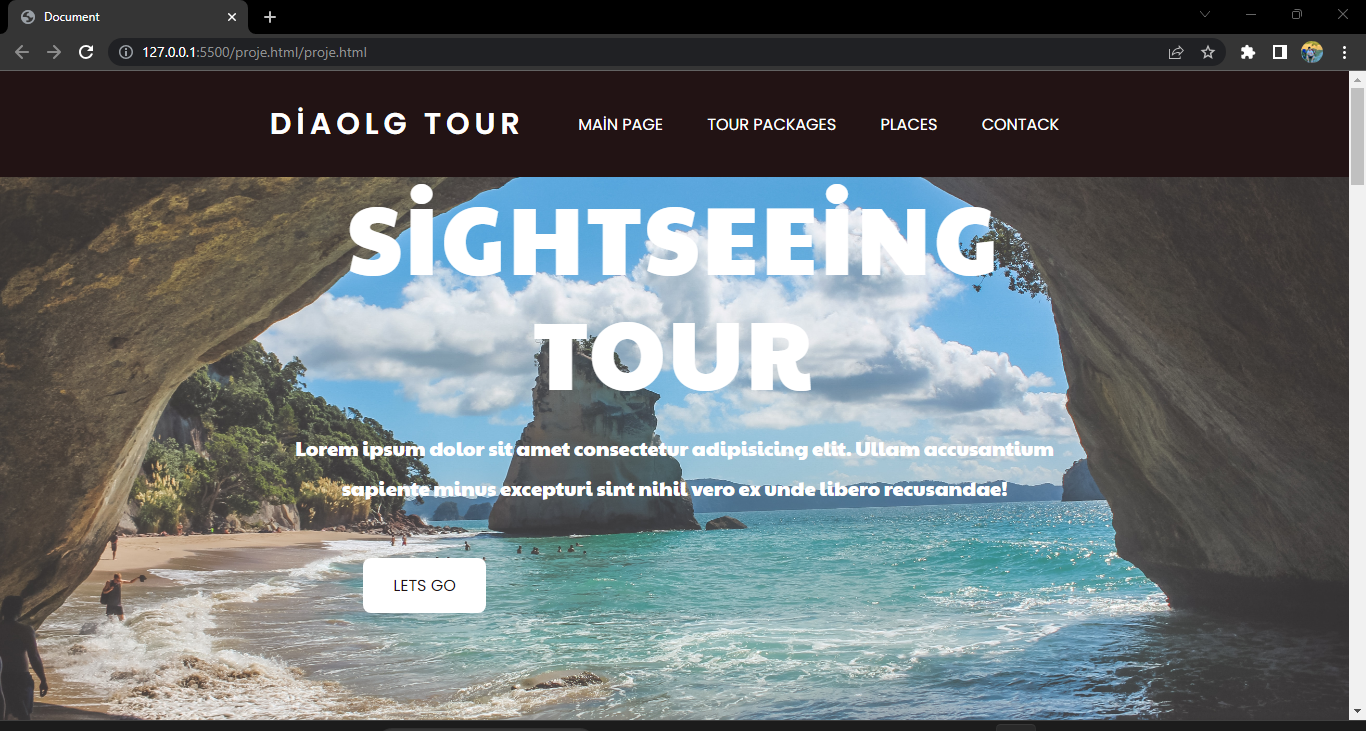 Document
127.0.0.1:5500/proje.html/proje.html
DİAOLG TOUR
MAİN PAGE
TOUR PACKAGES
PLACES
CONTACK
SİGHTSEEİNG
TOUR
Lorem ipsum dolor sit amet consectetur adipisicing elit. Ullam accusantium
sapiente minus excepturi sint nihil vero ex unde libero recusandae!
LETS GO